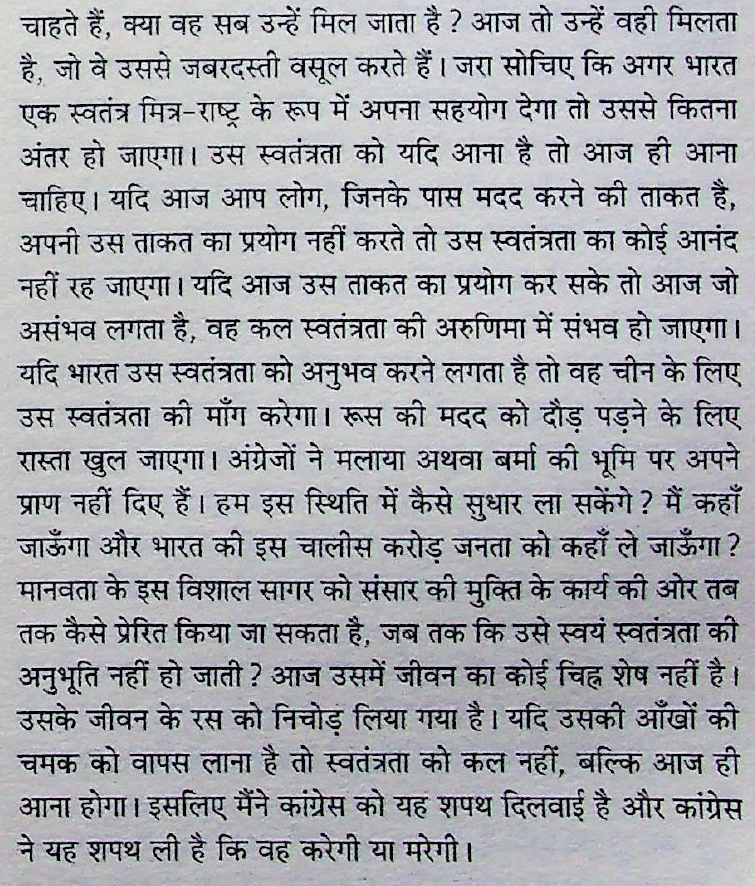 चाहते हैं, क्या वह सब उन्हें मिल जाता है? आज तो उन्हें वही मिलता
है, जो वे उससे जबरदस्ती वसूल करते हैं। जरा सोचिए कि अगर भारत
एक स्वतंत्र मित्र-राष्ट्र के रूप में अपना सहयोग देगा तो उससे कितना
अंतर हो जाएगा। उस स्वतंत्रता को यदि आना है तो आज ही आना
चाहिए। यदि आज आप लोग, जिनके पास मदद करने की ताकत है,
अपनी उस ताकत का प्रयोग नहीं करते तो उस स्वतंत्रता का कोई आनंद
नहीं रह जाएगा। यदि आज उस ताकत का प्रयोग कर सके तो आज जो
असंभव लगता है, वह कल स्वतंत्रता की अरुणिमा में संभव हो जाएगा।
यदि भारत उस स्वतंत्रता को अनुभव करने लगता है तो वह चीन के लिए
उस स्वतंत्रता की माँग करेगा। रूस की मदद को दौड़ पड़ने के लिए
रास्ता खुल जाएगा। अंग्रेजों ने मलाया अथवा बर्मा की भूमि पर अपने
प्राण नहीं दिए हैं। हम इस स्थिति में कैसे सुधार ला सकेंगे? मैं कहाँ
जाऊँगा और भारत की इस चालीस करोड़ जनता को कहाँ ले जाऊँगा?
मानवता के इस विशाल सागर को संसार की मुक्ति के कार्य की ओर तब
तक कैसे प्रेरित किया जा सकता है, जब तक कि उसे स्वयं स्वतंत्रता की
अनुभूति नहीं हो जाती? आज उसमें जीवन का कोई चिह्न शेष नहीं है।
उसके जीवन के रस को निचोड़ लिया गया है। यदि उसकी आँखों की
चमक को वापस लाना है तो स्वतंत्रता को कल नहीं, बल्कि आज ही
आना होगा। इसलिए मैंने कांग्रेस को यह शपथ दिलवाई है और कांग्रेस
ने यह शपथ ली है कि वह करेगी या मरेगी।